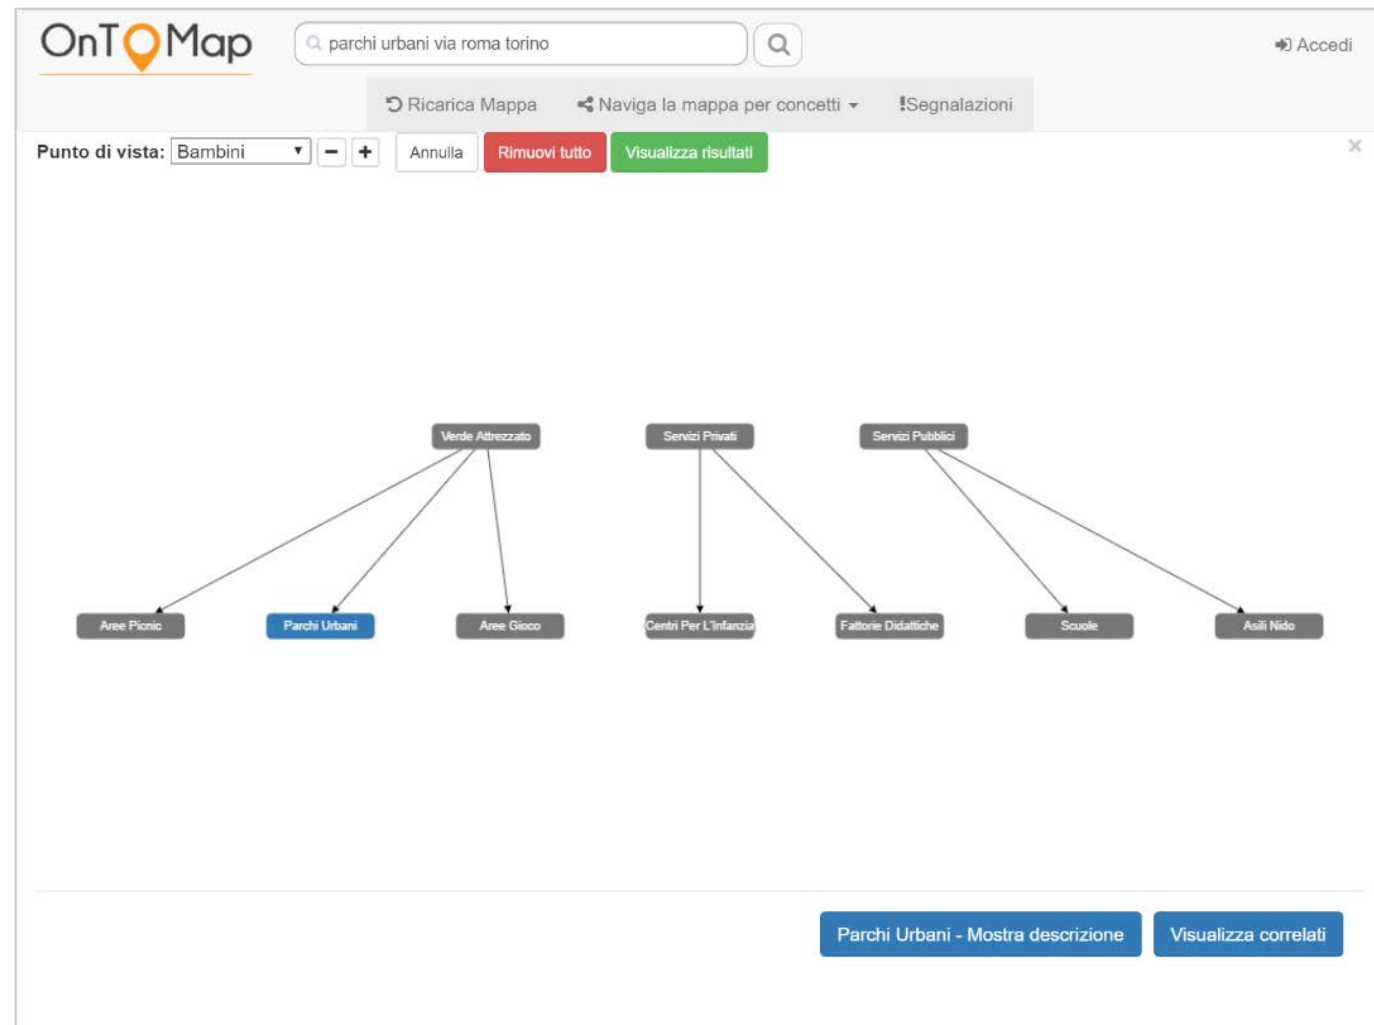 OnToMap
parchi urbani via roma torino
Accedi
Ricarica Mappa Naviga la mappa per concetti !Segnalazioni
Punto di vista: Bambini − + Annulla Rimuovi tutto Visualizza risultati ×
Verde Attrezzato Servizi Privati Servizi Pubblici
Aree Picnic Parchi Urbani Aree Gioco Centri Per L'Infanzia Fattorie Didattiche Scuole Asili Nido
Parchi Urbani - Mostra descrizione Visualizza correlati